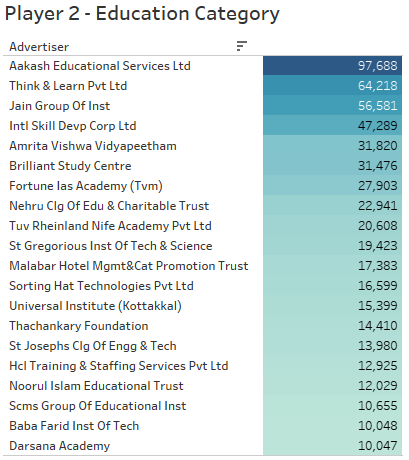 Player 2 - Education Category
Advertiser
Aakash Educational Services Ltd 97,688
Think & Learn Pvt Ltd 64,218
Jain Group Of Inst 56,581
Intl Skill Devp Corp Ltd 47,289
Amrita Vishwa Vidyapeetham 31,820
Brilliant Study Centre 31,476
Fortune Ias Academy (Tvm) 27,903
Nehru Clg Of Edu & Charitable Trust 22,941
Tuv Rheinland Nife Academy Pvt Ltd 20,608
St Gregorious Inst Of Tech & Science 19,423
Malabar Hotel Mgmt&Cat Promotion Trust 17,383
Sorting Hat Technologies Pvt Ltd 16,599
Universal Institute (Kottakkal) 15,399
Thachankary Foundation 14,410
St Josephs Clg Of Engg & Tech 13,980
Hcl Training & Staffing Services Pvt Ltd 12,925
Noorul Islam Educational Trust 12,029
Scms Group Of Educational Inst 10,655
Baba Farid Inst Of Tech 10,048
Darsana Academy 10,047